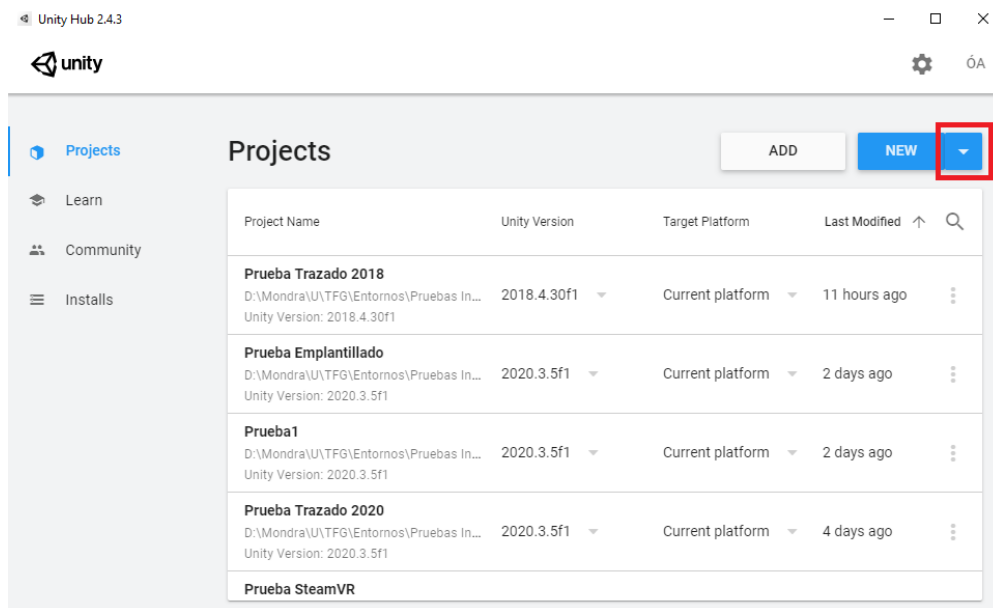 Unity Hub 2.4.3
unity
ÓA
Projects
Learn
Community
Installs
Projects
ADD
NEW
Project Name Unity Version Target Platform Last Modified
Prueba Trazado 2018
D:\Mondra\U\TFG\Entornos\Pruebas In... 2018.4.30f1 Current platform 11 hours ago
Unity Version: 2018.4.30f1
Prueba Emplantillado
D:\Mondra\U\TFG\Entornos\Pruebas In... 2020.3.5f1 Current platform 2 days ago
Unity Version: 2020.3.5f1
Prueba1
D:\Mondra\U\TFG\Entornos\Pruebas In... 2020.3.5f1 Current platform 2 days ago
Unity Version: 2020.3.5f1
Prueba Trazado 2020
D:\Mondra\U\TFG\Entornos\Pruebas In... 2020.3.5f1 Current platform 4 days ago
Unity Version: 2020.3.5f1
Prueba SteamVR